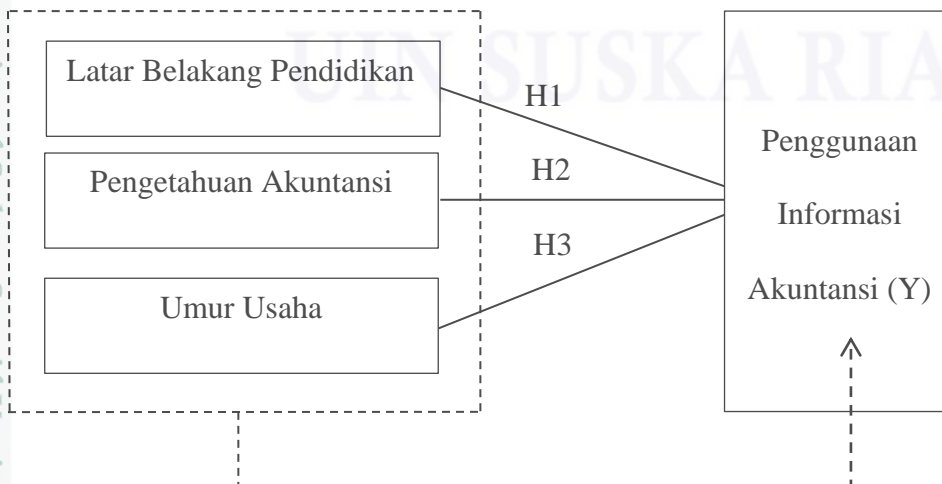 UIN SUSKA RIA
Latar Belakang Pendidikan
H1
Pengetahuan Akuntansi
H2
Umur Usaha
H3
Penggunaan
Informasi
Akuntansi (Y)